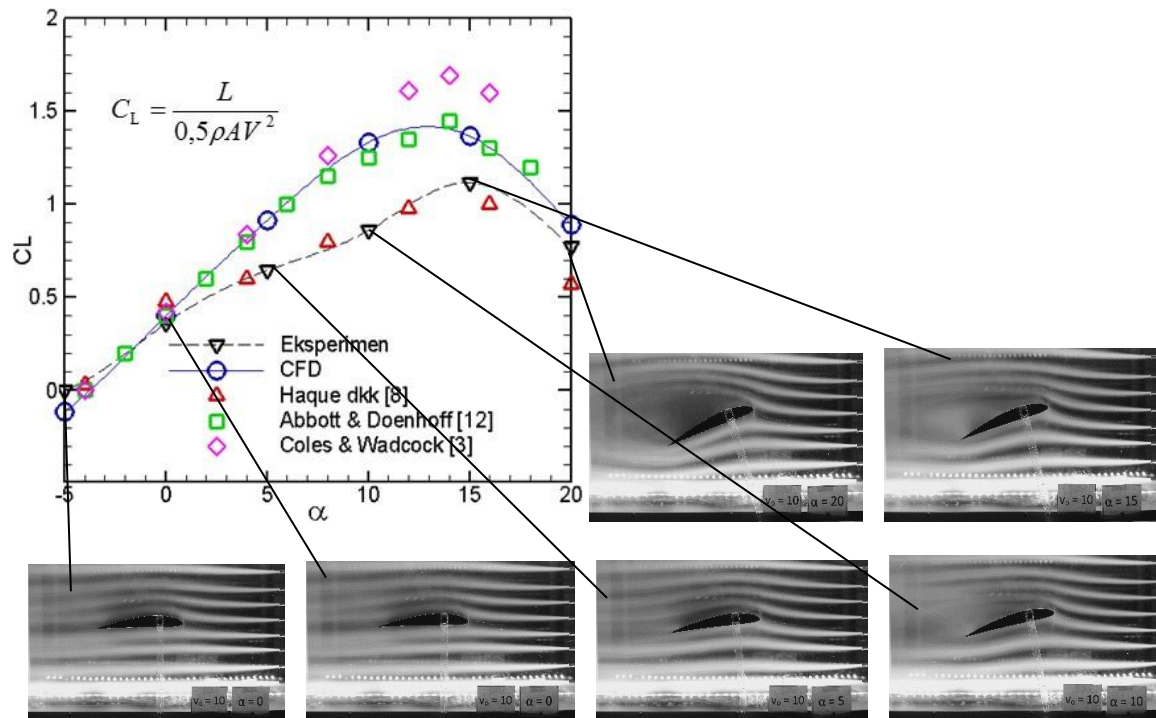 2
1.5
1
0.5
0
CL
C_L = L / 0,5ρAV²
Eksperimen
CFD
Haque dkk [8]
Abbott & Doenhoff [12]
Coles & Wadcock [3]
-5 0 5 10 15 20
α
v₀ = 10 α = 20
v₀ = 10 α = 15
v₀ = 10 α = 0
v₀ = 10 α = 0
v₀ = 10 α = 5
v₀ = 10 α = 10